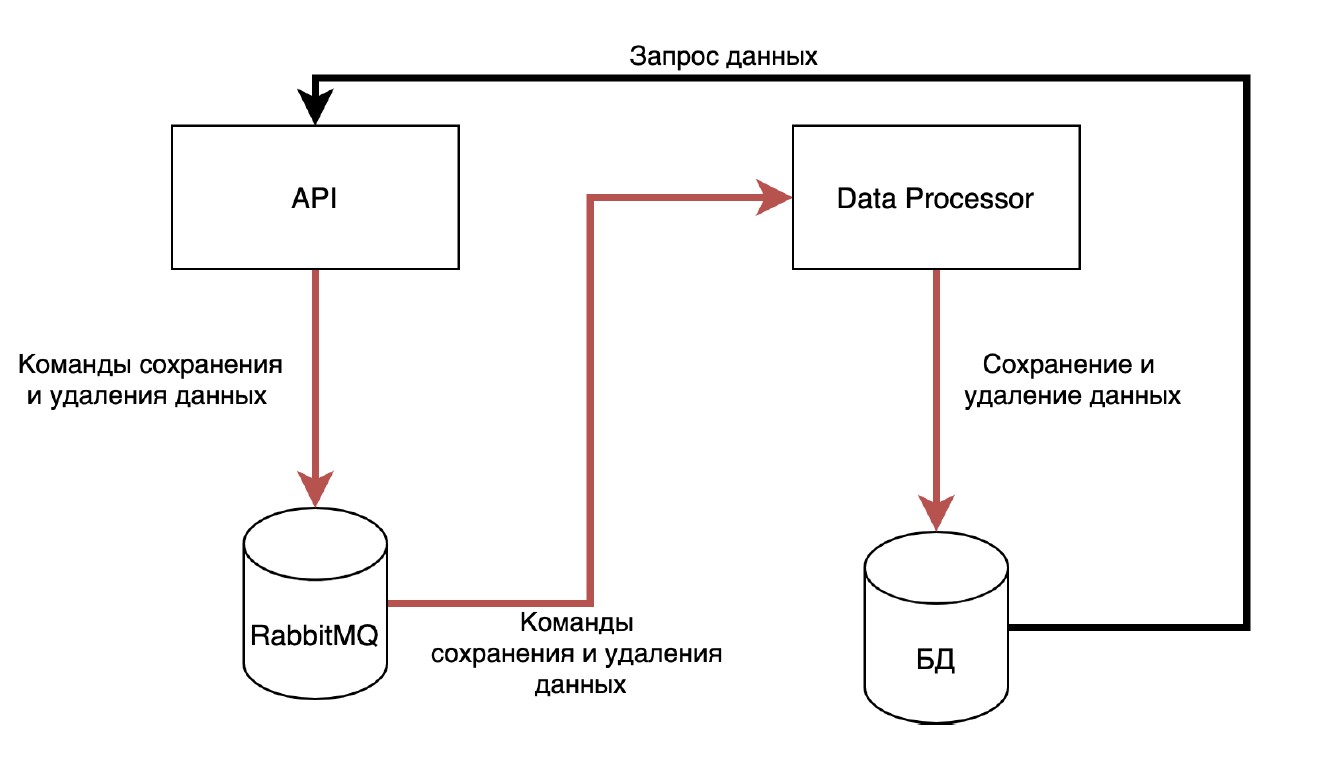 Запрос данных
API
Data Processor
Команды сохранения
и удаления данных
Сохранение и
удаление данных
RabbitMQ
Команды
сохранения и удаления
данных
БД